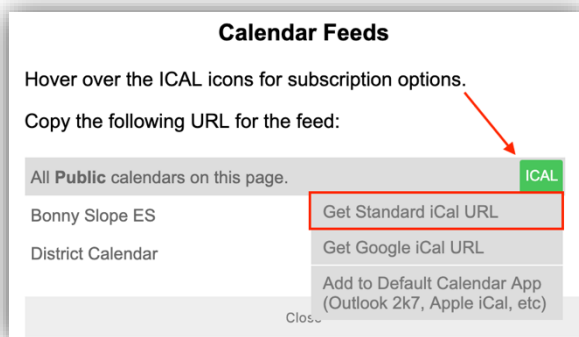 Calendar Feeds
Hover over the ICAL icons for subscription options.
Copy the following URL for the feed:
All Public calendars on this page.
ICAL
Bonny Slope ES
Get Standard iCal URL
District Calendar
Get Google iCal URL
Add to Default Calendar App
(Outlook 2k7, Apple iCal, etc)
Close